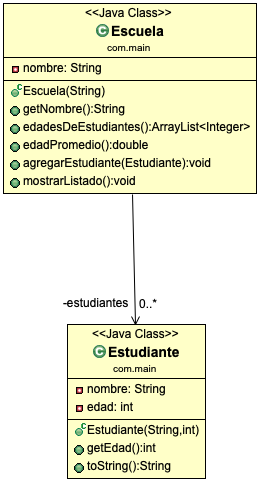 <<Java Class>>
Escuela
com.main
nombre: String
Escuela(String)
getNombre():String
edadesDeEstudiantes():ArrayList<Integer>
edadPromedio():double
agregarEstudiante(Estudiante):void
mostrarListado():void
-estudiantes 0..*
<<Java Class>>
Estudiante
com.main
nombre: String
edad: int
Estudiante(String,int)
getEdad():int
toString():String